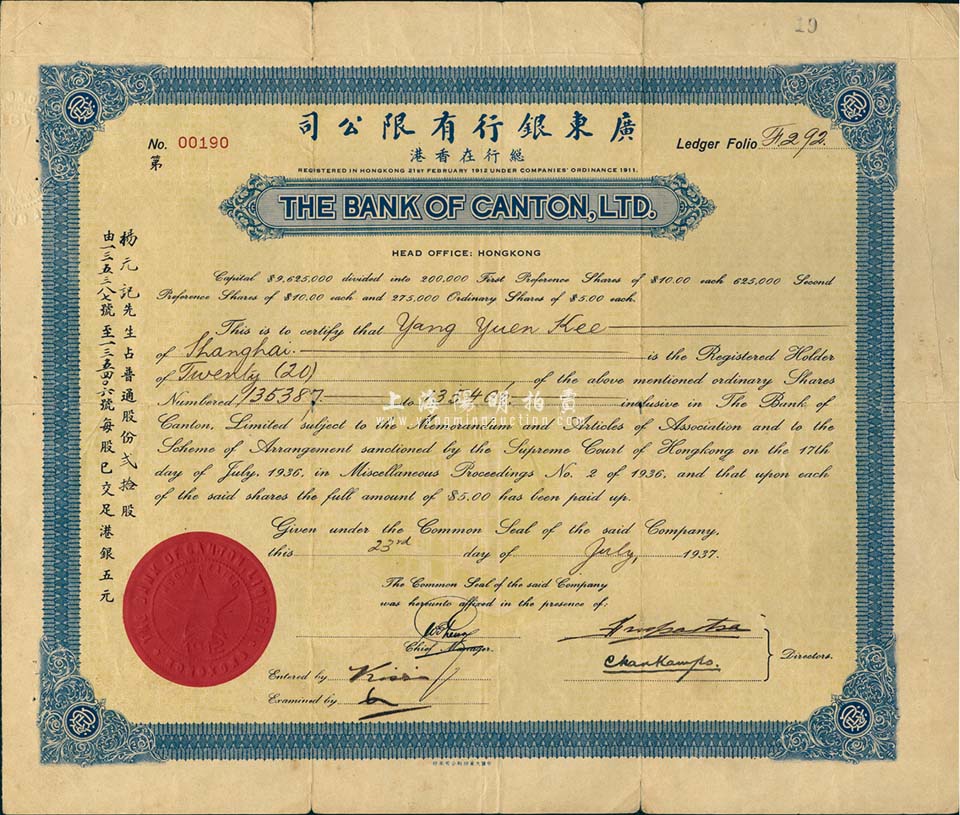 19
廣東銀行有限公司
No. 00190
第
Ledger Folio F.292.
總行在香港
REGISTERED IN HONGKONG 21ST FEBRUARY 1912 UNDER COMPANIES' ORDINANCE 1911.
THE BANK OF CANTON, LTD.
HEAD OFFICE: HONGKONG
Capital $9,625,000 divided into 200,000 First Preference Shares of $10.00 each 625,000 Second
Preference Shares of $10.00 each and 275,000 Ordinary Shares of $5.00 each.
This is to certify that Yang Yuen Kee
of Shanghai. is the Registered Holder
of Twenty (20) of the above mentioned ordinary Shares
Numbered 135387 to inclusive in The Bank of
Canton, Limited subject to the Memorandum and Articles of Association and to the
Scheme of Arrangement sanctioned by the Supreme Court of Hongkong on the 17th
day of July, 1936, in Miscellaneous Proceedings No. 2 of 1936, and that upon each
of the said shares the full amount of $5.00 has been paid up.
Given under the Common Seal of the said Company,
this 23rd day of July, 1937.
The Common Seal of the said Company
was hereunto affixed in the presence of:
Chief Manager.
Directors.
Entered by
Examined by
楊元記先生占普通股份弍拾股
由一三五三八七號至一三五四〇六號每股已交足港銀五元
上海陽明拍賣
www.yangmingauction.com